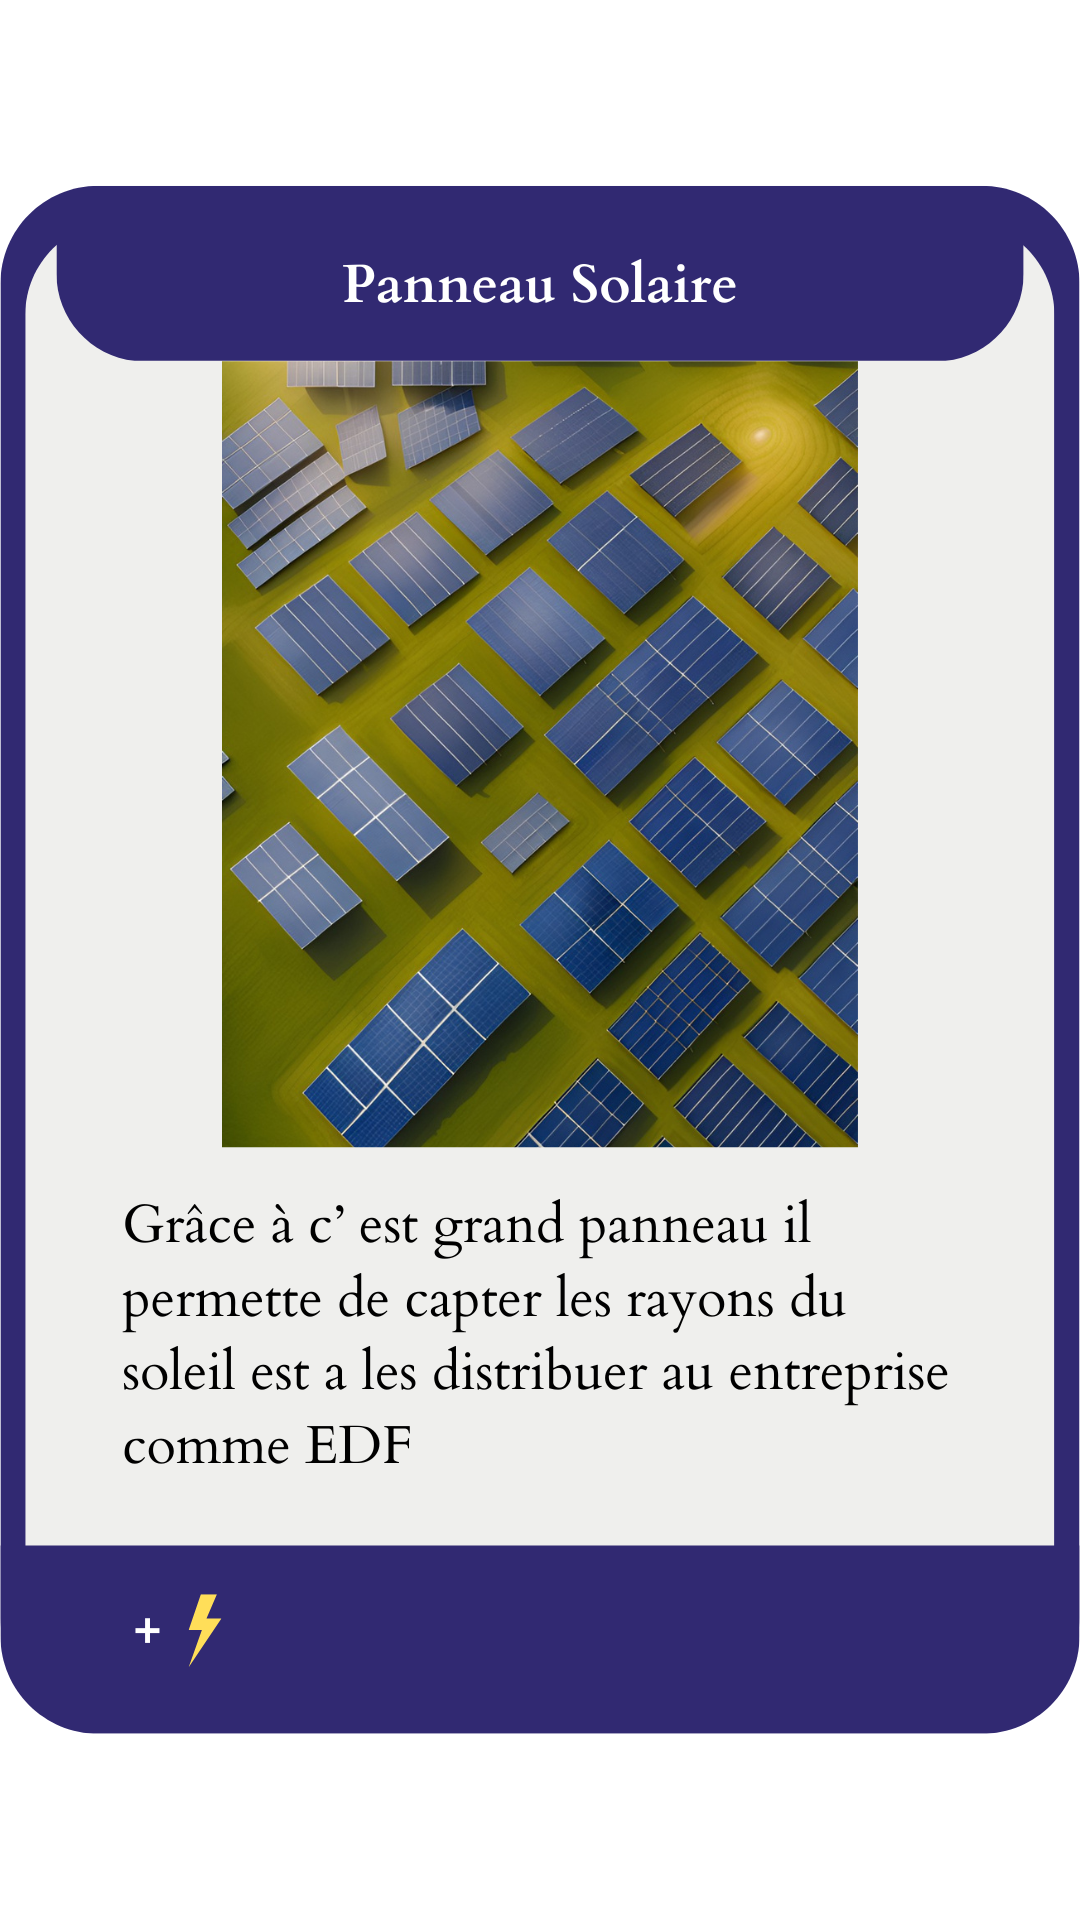 Panneau Solaire
Grâce à c’ est grand panneau il
permette de capter les rayons du
soleil est a les distribuer au entreprise
comme EDF
+